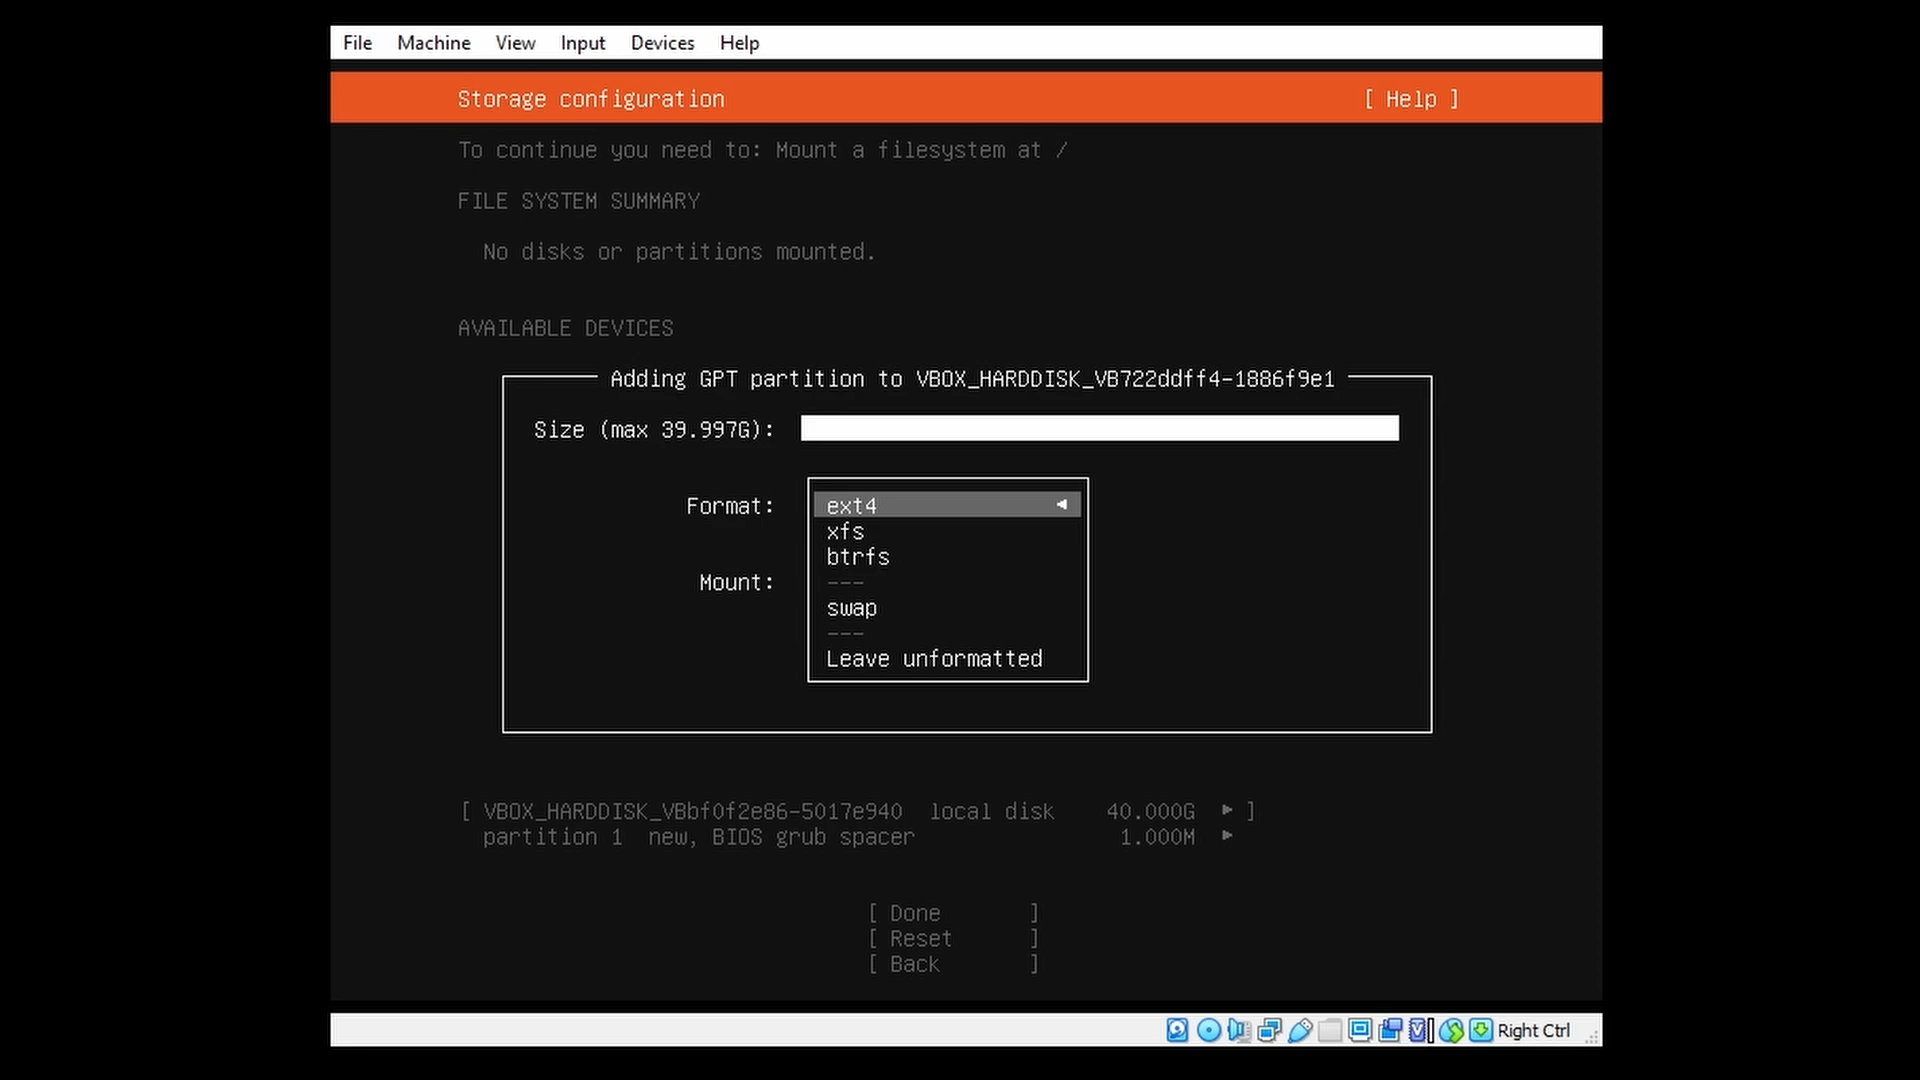 File Machine View Input Devices Help
Storage configuration [ Help ]
To continue you need to: Mount a filesystem at /
FILE SYSTEM SUMMARY
No disks or partitions mounted.
AVAILABLE DEVICES
Adding GPT partition to VBOX_HARDDISK_VB722ddff4-1886f9e1
Size (max 39.997G):
Format: ext4 ◄
xfs
btrfs
Mount: ---
swap
---
Leave unformatted
[ VBOX_HARDDISK_VBbf0f2e86-5017e940 local disk 40.000G ► ]
partition 1 new, BIOS grub spacer 1.000M ►
[ Done ]
[ Reset ]
[ Back ]
Right Ctrl